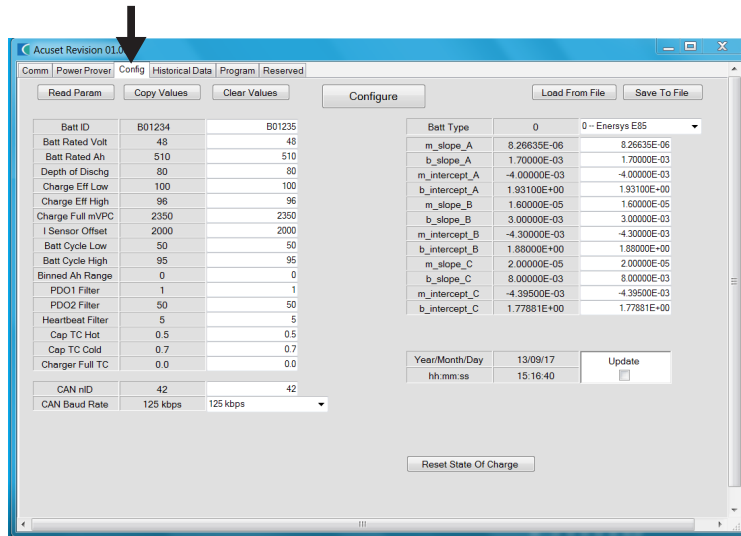 Acuset Revision 01.0
Comm Power Prover Config Historical Data Program Reserved
Read Param Copy Values Clear Values Configure Load From File Save To File
Batt ID B01234 B01235
Batt Rated Volt 48 48
Batt Rated Ah 510 510
Depth of Dischg 80 80
Charge Eff Low 100 100
Charge Eff High 96 96
Charge Full mVPC 2350 2350
I Sensor Offset 2000 2000
Batt Cycle Low 50 50
Batt Cycle High 95 95
Binned Ah Range 0 0
PDO1 Filter 1 1
PDO2 Filter 50 50
Heartbeat Filter 5 5
Cap TC Hot 0.5 0.5
Cap TC Cold 0.7 0.7
Charger Full TC 0.0 0.0
CAN nID 42 42
CAN Baud Rate 125 kbps 125 kbps
Batt Type 0 0 -- Enersys E85
m_slope_A 8.26635E-06 8.26635E-06
b_slope_A 1.70000E-03 1.70000E-03
m_intercept_A -4.00000E-03 -4.00000E-03
b_intercept_A 1.93100E+00 1.93100E+00
m_slope_B 1.60000E-05 1.60000E-05
b_slope_B 3.00000E-03 3.00000E-03
m_intercept_B -4.30000E-03 -4.30000E-03
b_intercept_B 1.88000E+00 1.88000E+00
m_slope_C 2.00000E-05 2.00000E-05
b_slope_C 8.00000E-03 8.00000E-03
m_intercept_C -4.39500E-03 -4.39500E-03
b_intercept_C 1.77881E+00 1.77881E+00
Year/Month/Day 13/09/17 Update
hh:mm:ss 15:16:40
Reset State Of Charge